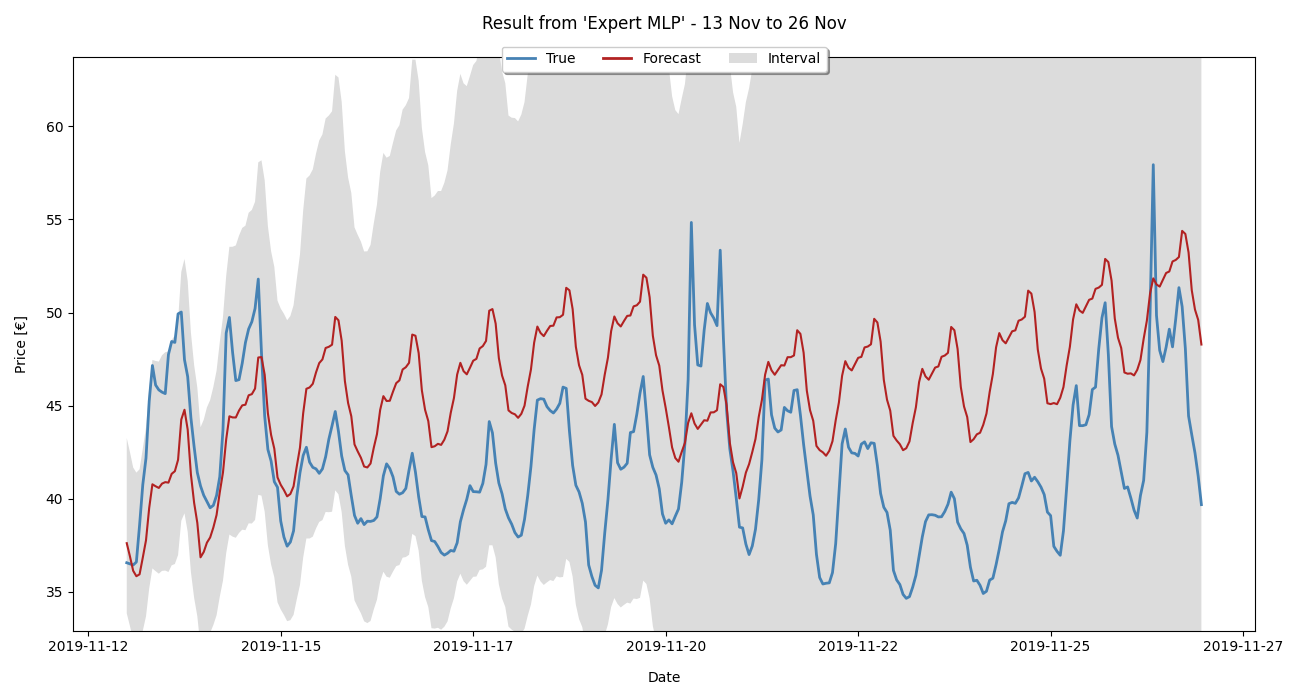 Result from 'Expert MLP' - 13 Nov to 26 Nov
True Forecast Interval
60
55
50
45
40
35
Price [€]
2019-11-12 2019-11-15 2019-11-17 2019-11-20 2019-11-22 2019-11-25 2019-11-27
Date